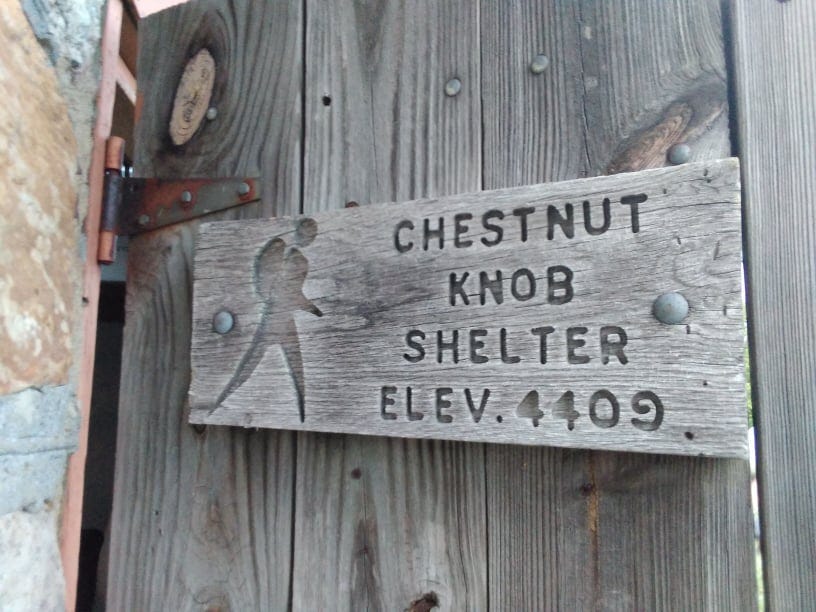 CHESTNUT
KNOB
SHELTER
ELEV. 4409